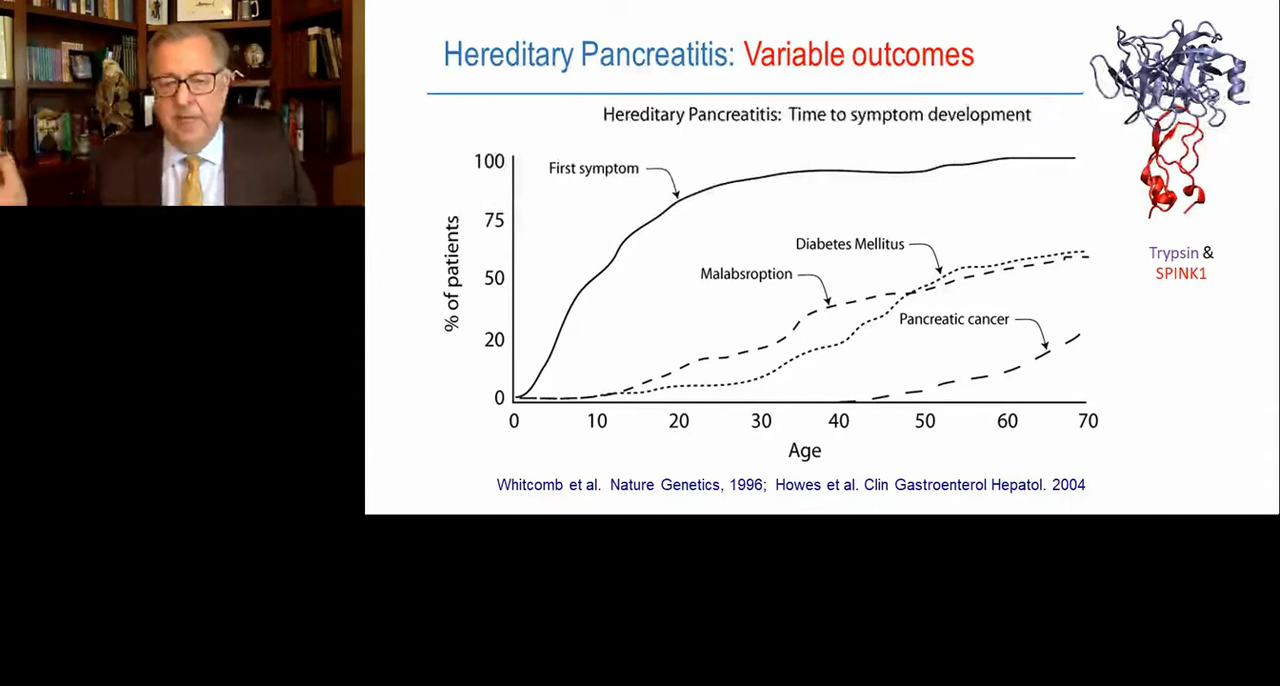 Hereditary Pancreatitis: Variable outcomes
Hereditary Pancreatitis: Time to symptom development
100
75
50
20
0
% of patients
First symptom
Diabetes Mellitus
Malabsroption
Pancreatic cancer
0 10 20 30 40 50 60 70
Age
Trypsin &
SPINK1
Whitcomb et al. Nature Genetics, 1996; Howes et al. Clin Gastroenterol Hepatol. 2004